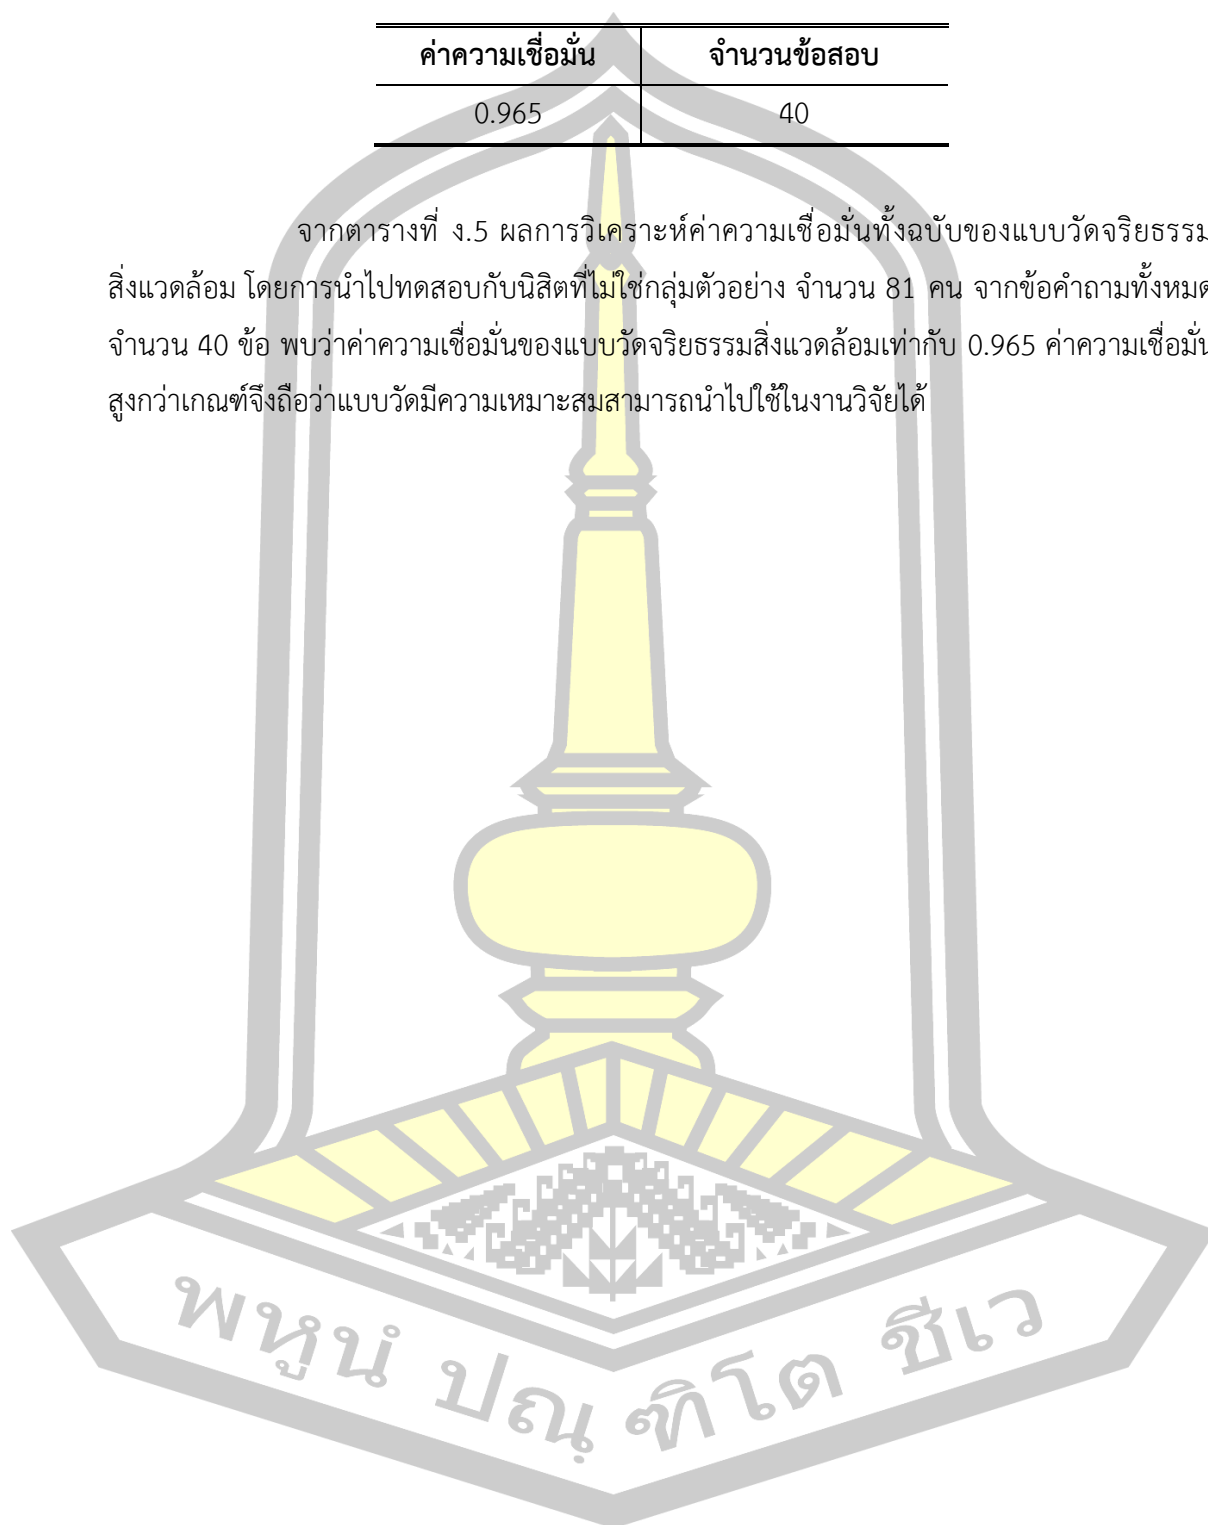 ค่าความเชื่อมั่น จำนวนข้อสอบ
0.965 40
จากตารางที่ ง.5 ผลการวิเคราะห์ค่าความเชื่อมั่นทั้งฉบับของแบบวัดจริยธรรม
สิ่งแวดล้อม โดยการนำไปทดสอบกับนิสิตที่ไม่ใช่กลุ่มตัวอย่าง จำนวน 81 คน จากข้อคำถามทั้งหมด
จำนวน 40 ข้อ พบว่าค่าความเชื่อมั่นของแบบวัดจริยธรรมสิ่งแวดล้อมเท่ากับ 0.965 ค่าความเชื่อมั่น
สูงกว่าเกณฑ์จึงถือว่าแบบวัดมีความเหมาะสมสามารถนำไปใช้ในงานวิจัยได้
พหูนํ ปณฺฑิโต ชีเว